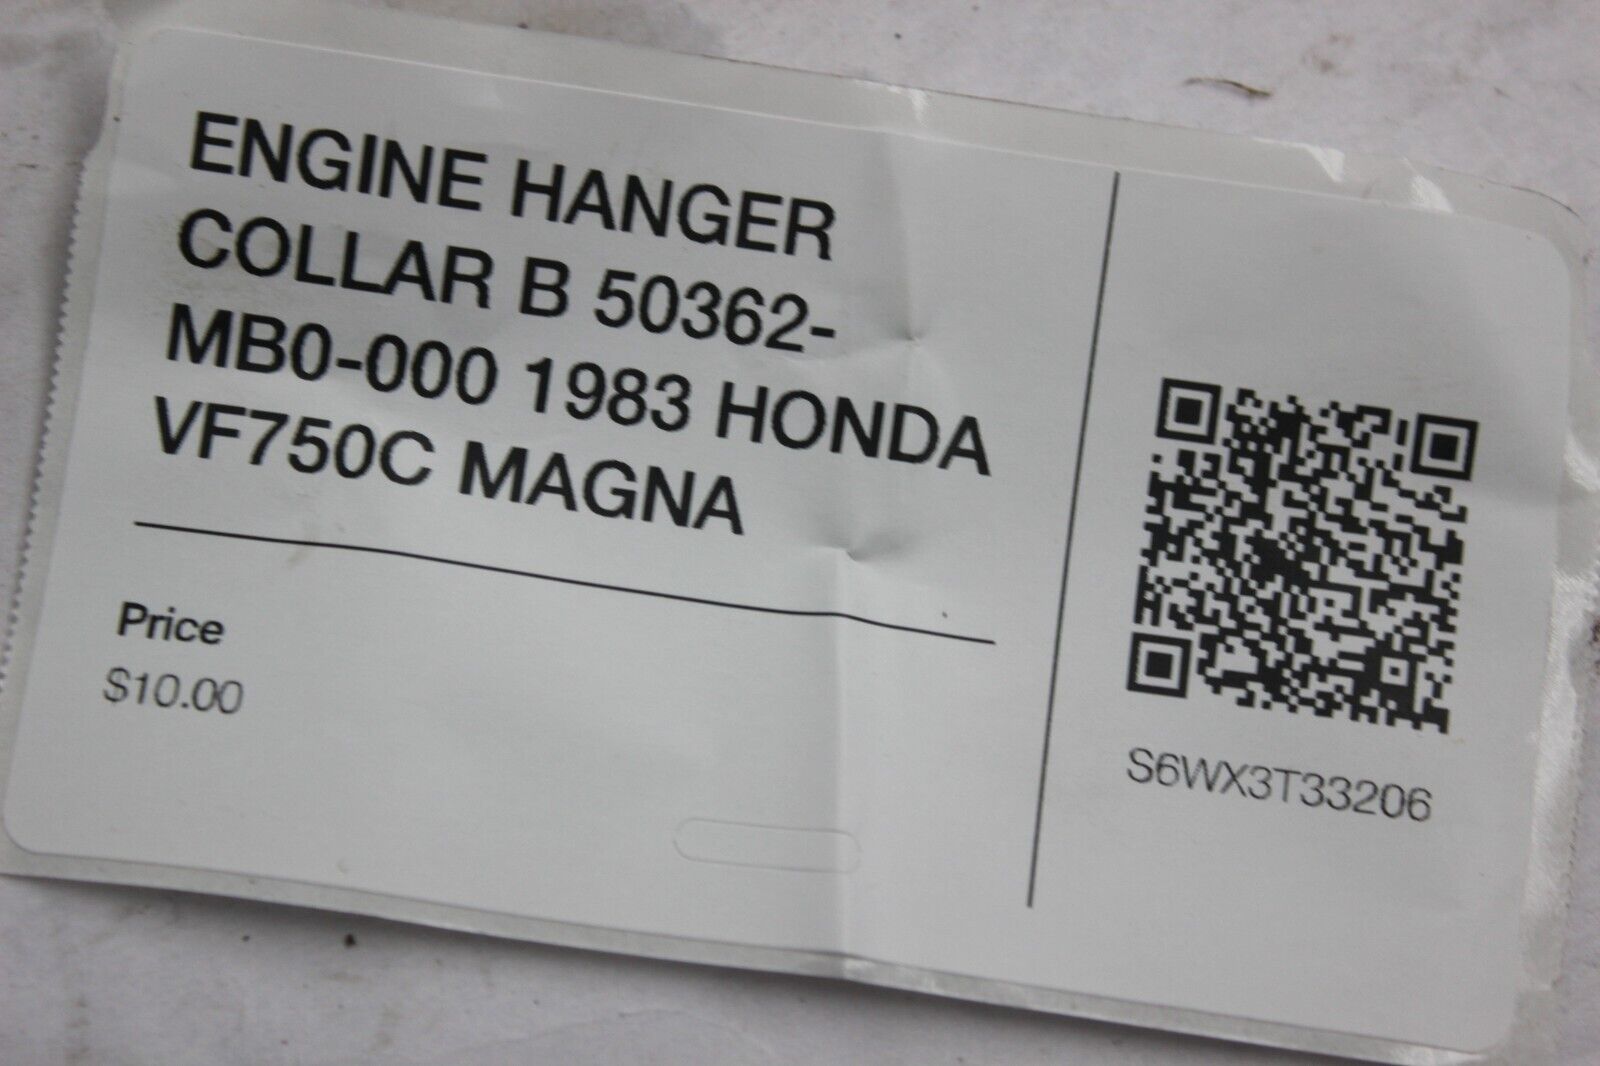 ENGINE HANGER
COLLAR B 50362-
MB0-000 1983 HONDA
VF750C MAGNA
Price
$10.00
S6WX3T33206